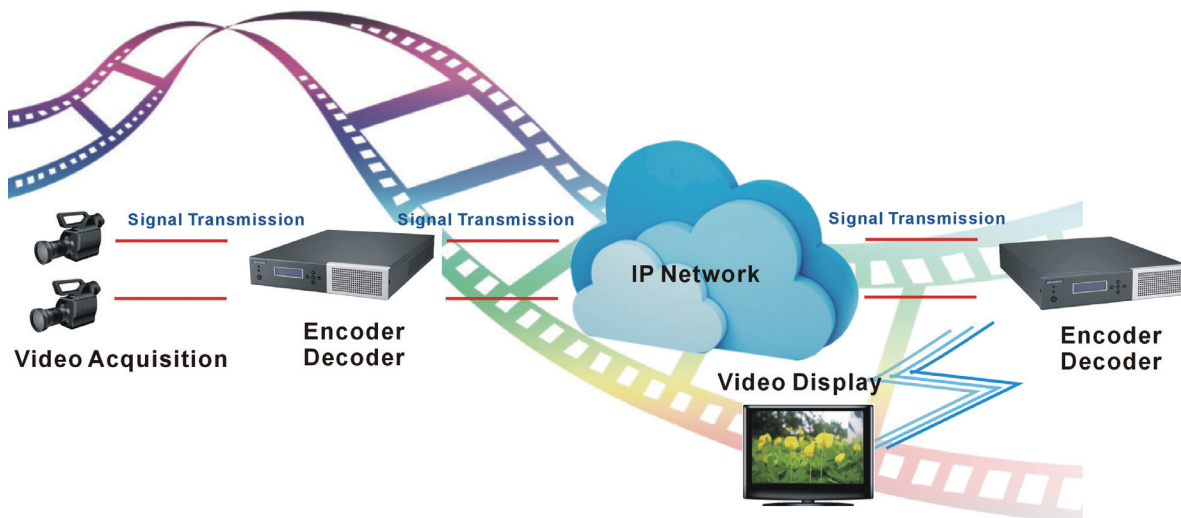 Signal Transmission
Signal Transmission
Signal Transmission
IP Network
Video Acquisition
Encoder
Decoder
Encoder
Decoder
Video Display